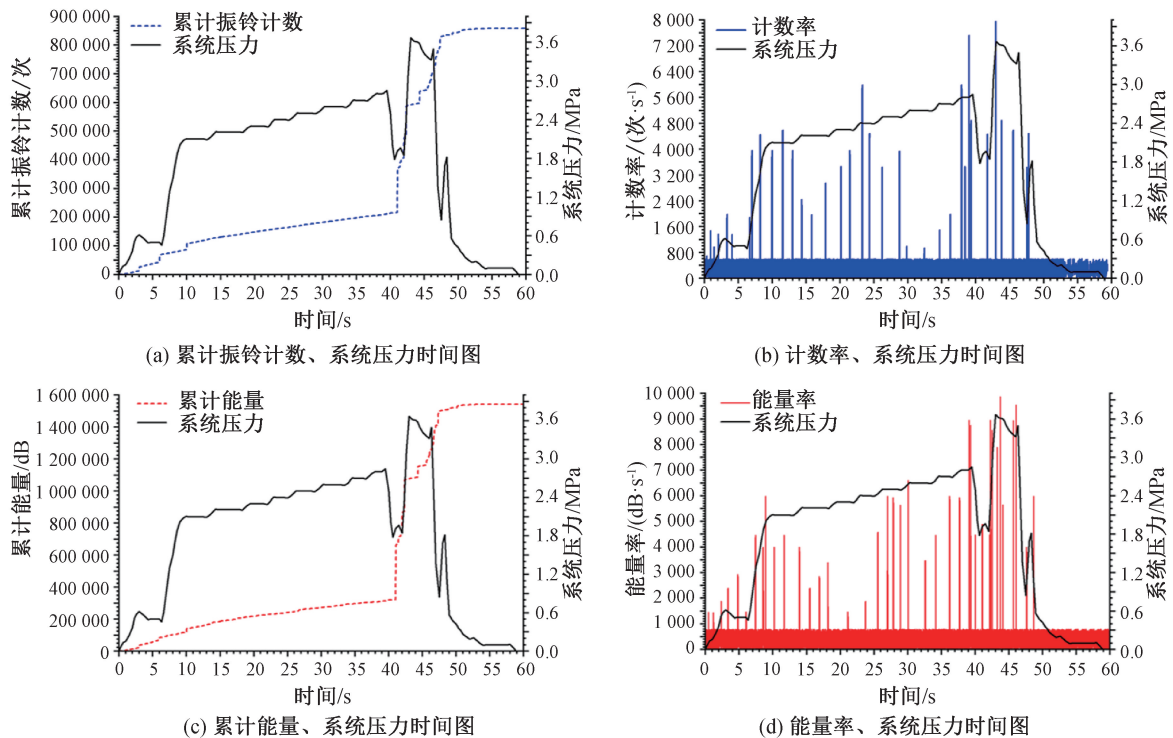 累计振铃计数
系统压力
900 000
800 000
700 000
600 000
500 000
400 000
300 000
200 000
100 000
0
累计振铃计数/次
3.6
3.0
2.4
1.8
1.2
0.6
0.0
系统压力/MPa
0 5 10 15 20 25 30 35 40 45 50 55 60
时间/s
(a) 累计振铃计数、系统压力时间图
计数率
系统压力
8 000
7 200
6 400
5 600
4 800
4 000
3 200
2 400
1 600
800
0
计数率/(次·s⁻¹)
3.6
3.0
2.4
1.8
1.2
0.6
0.0
系统压力/MPa
0 5 10 15 20 25 30 35 40 45 50 55 60
时间/s
(b) 计数率、系统压力时间图
累计能量
系统压力
1 600 000
1 400 000
1 200 000
1 000 000
800 000
600 000
400 000
200 000
0
累计能量/dB
3.6
3.0
2.4
1.8
1.2
0.6
0.0
系统压力/MPa
0 5 10 15 20 25 30 35 40 45 50 55 60
时间/s
(c) 累计能量、系统压力时间图
能量率
系统压力
10 000
9 000
8 000
7 000
6 000
5 000
4 000
3 000
2 000
1 000
0
能量率/(dB·s⁻¹)
3.6
3.0
2.4
1.8
1.2
0.6
0.0
系统压力/MPa
0 5 10 15 20 25 30 35 40 45 50 55 60
时间/s
(d) 能量率、系统压力时间图